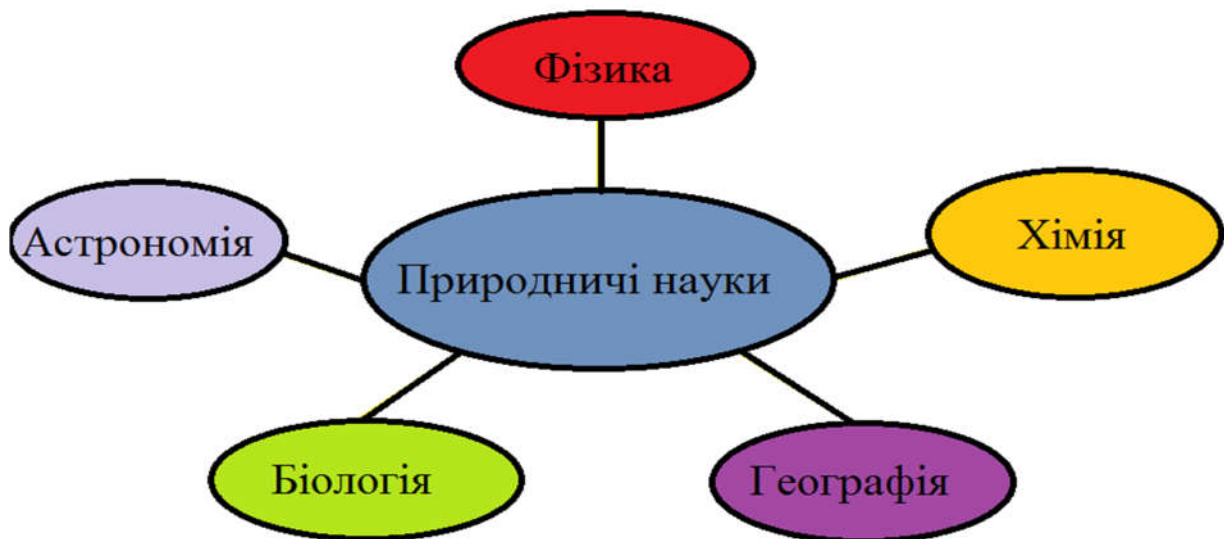 Фізика
Астрономія
Хімія
Природничі науки
Біологія
Географія